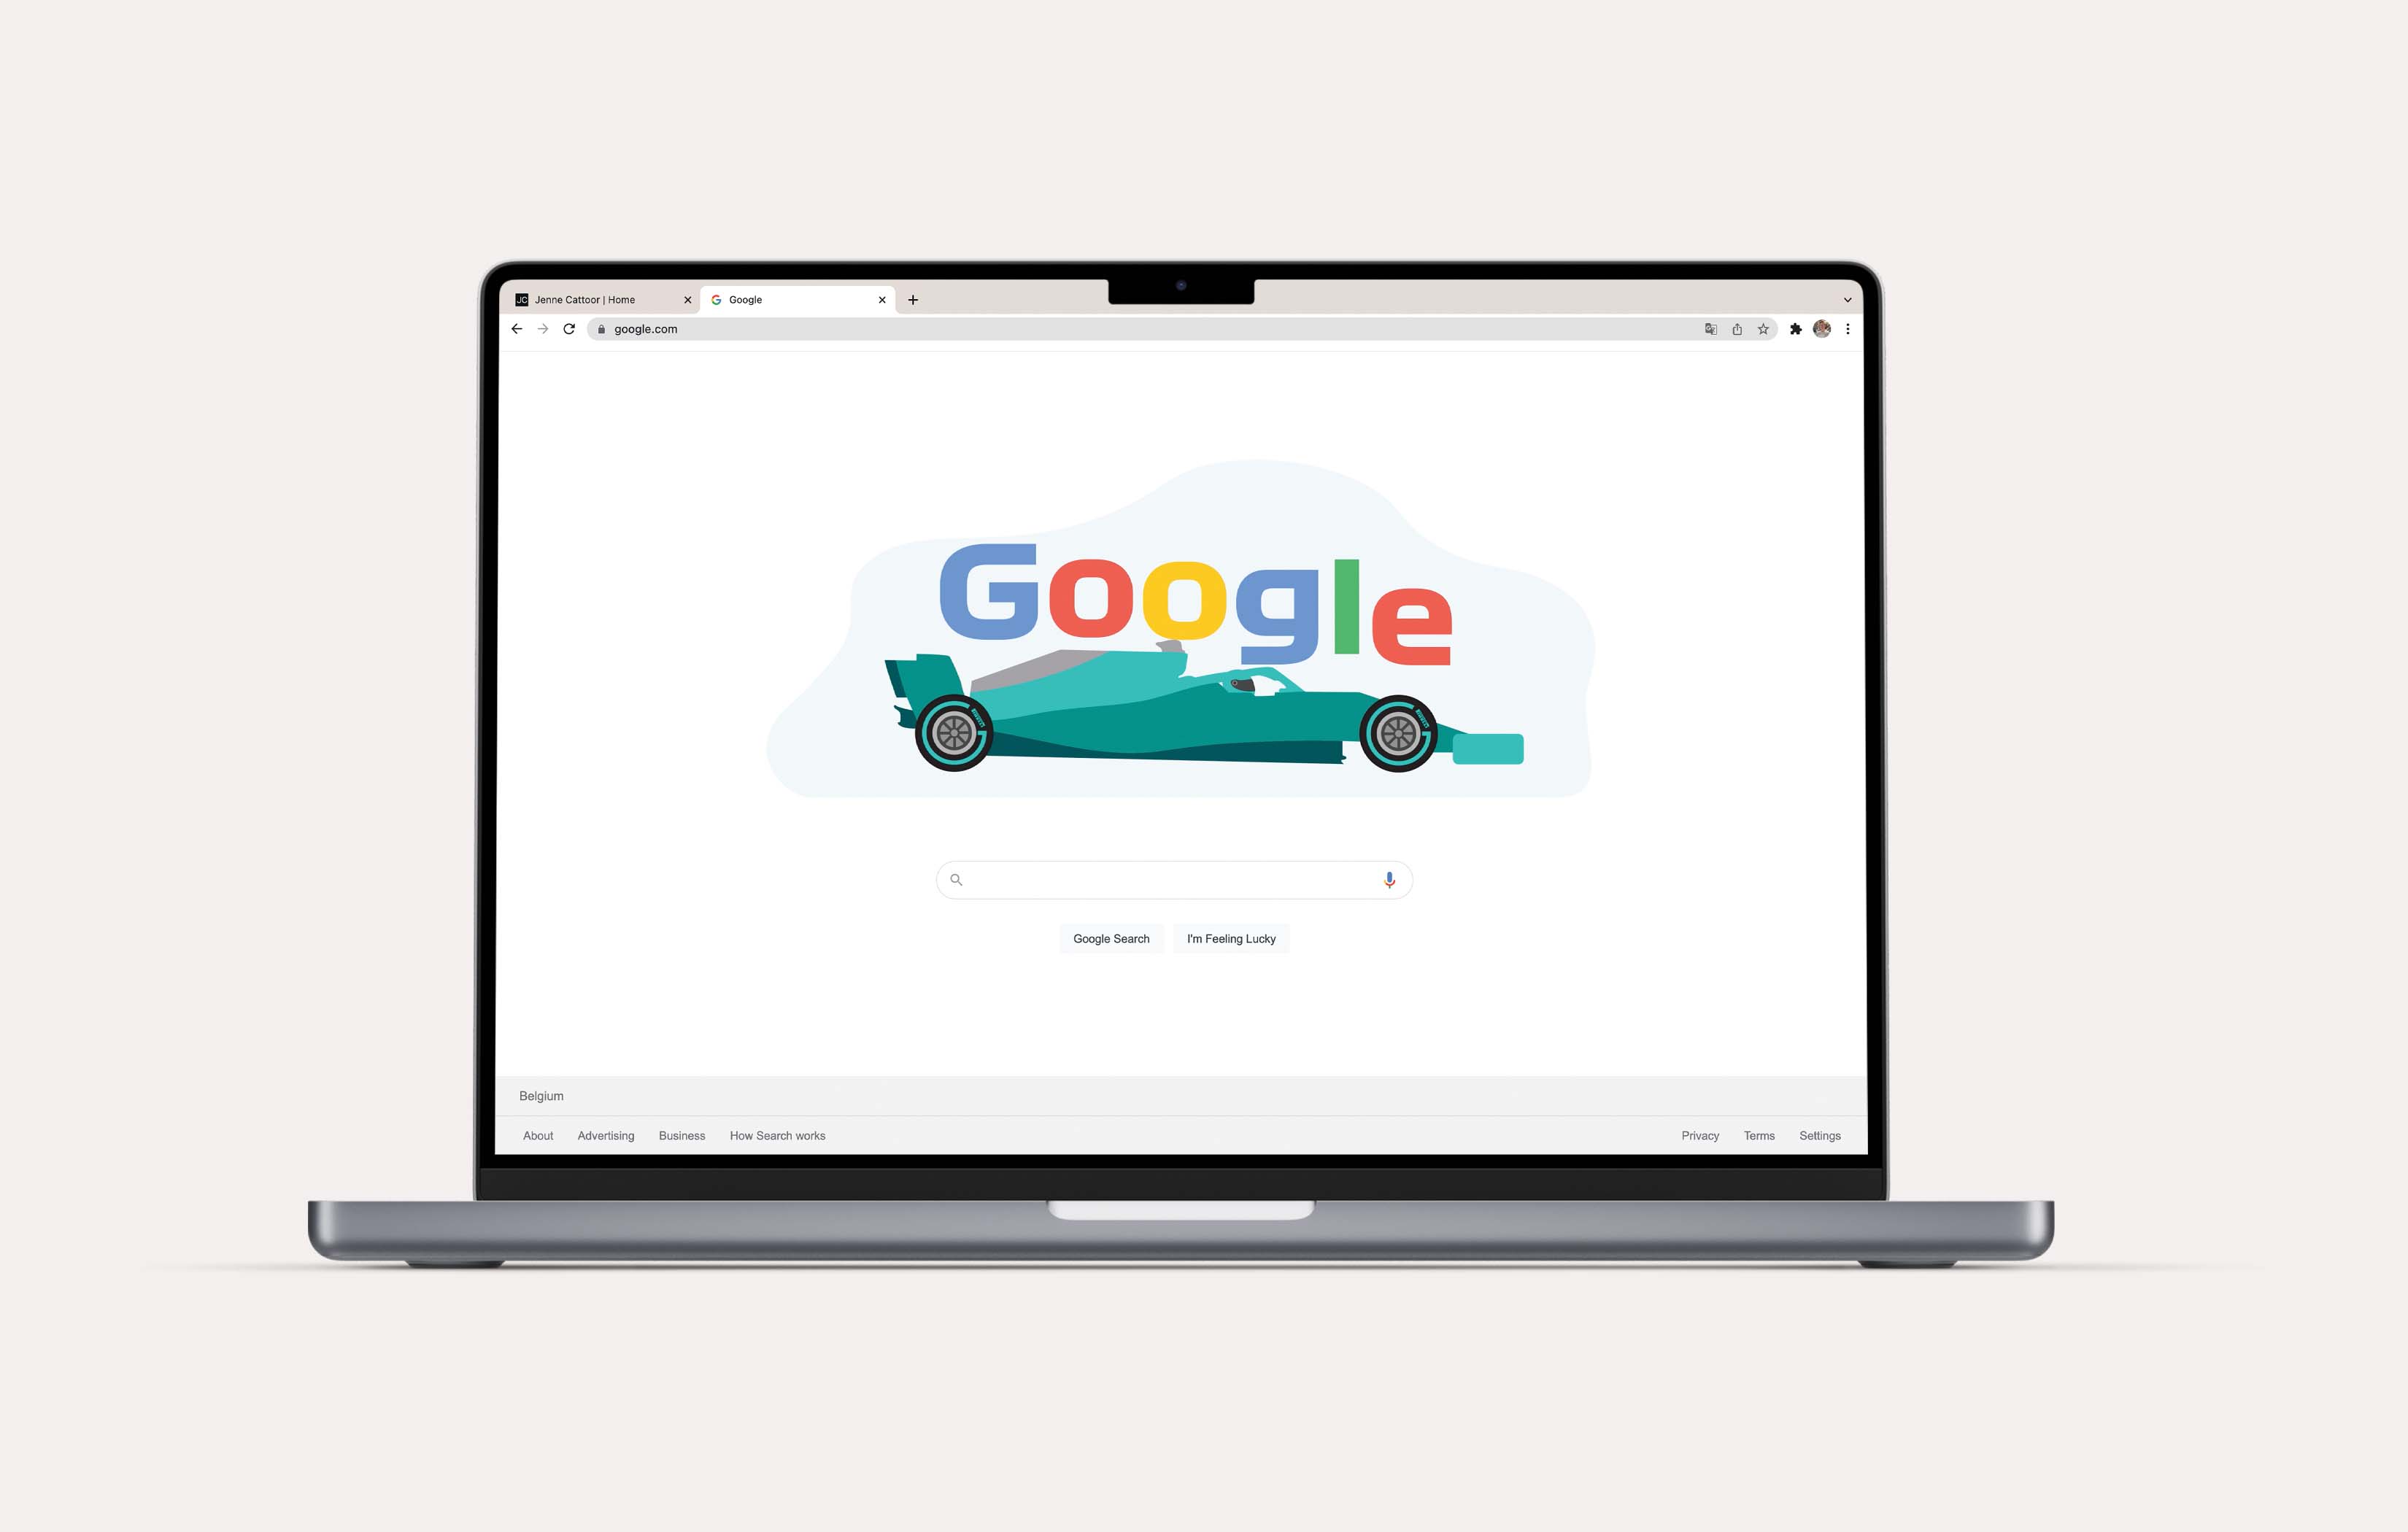 JC Jenne Cattoor | Home Google
google.com
Google
Google Search I'm Feeling Lucky
Belgium
About Advertising Business How Search works Privacy Terms Settings